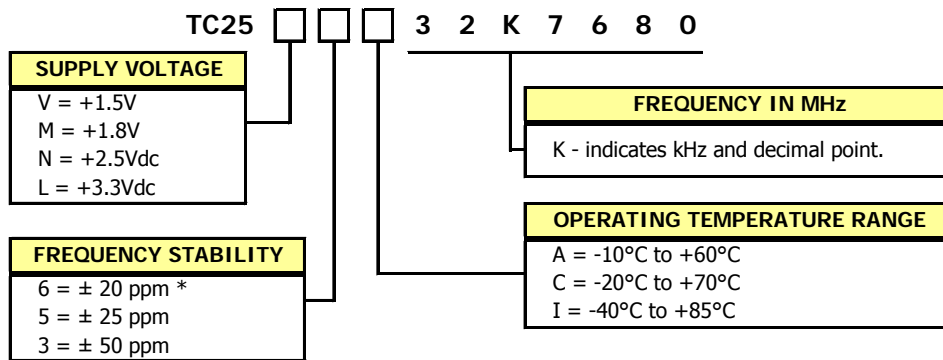 TC25 3 2 K 7 6 8 0
SUPPLY VOLTAGE
V = +1.5V
M = +1.8V
N = +2.5Vdc
L = +3.3Vdc
FREQUENCY IN MHz
K - indicates kHz and decimal point.
FREQUENCY STABILITY
6 = ± 20 ppm *
5 = ± 25 ppm
3 = ± 50 ppm
OPERATING TEMPERATURE RANGE
A = -10°C to +60°C
C = -20°C to +70°C
I = -40°C to +85°C